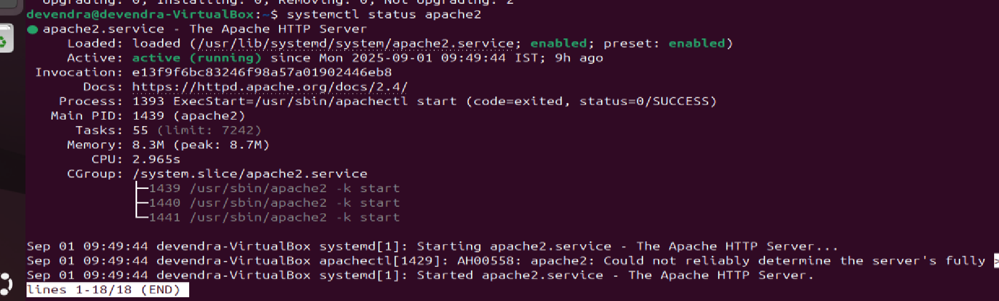 Upgrading: 0, Installing: 0, Removing: 0, Not Upgrading: 2
devendra@devendra-VirtualBox:~$ systemctl status apache2
● apache2.service - The Apache HTTP Server
Loaded: loaded (/usr/lib/systemd/system/apache2.service; enabled; preset: enabled)
Active: active (running) since Mon 2025-09-01 09:49:44 IST; 9h ago
Invocation: e13f9f6bc83246f98a57a01902446eb8
Docs: https://httpd.apache.org/docs/2.4/
Process: 1393 ExecStart=/usr/sbin/apachectl start (code=exited, status=0/SUCCESS)
Main PID: 1439 (apache2)
Tasks: 55 (limit: 7242)
Memory: 8.3M (peak: 8.7M)
CPU: 2.965s
CGroup: /system.slice/apache2.service
├─1439 /usr/sbin/apache2 -k start
├─1440 /usr/sbin/apache2 -k start
└─1441 /usr/sbin/apache2 -k start
Sep 01 09:49:44 devendra-VirtualBox systemd[1]: Starting apache2.service - The Apache HTTP Server...
Sep 01 09:49:44 devendra-VirtualBox apachectl[1429]: AH00558: apache2: Could not reliably determine the server's fully >
Sep 01 09:49:44 devendra-VirtualBox systemd[1]: Started apache2.service - The Apache HTTP Server.
lines 1-18/18 (END)